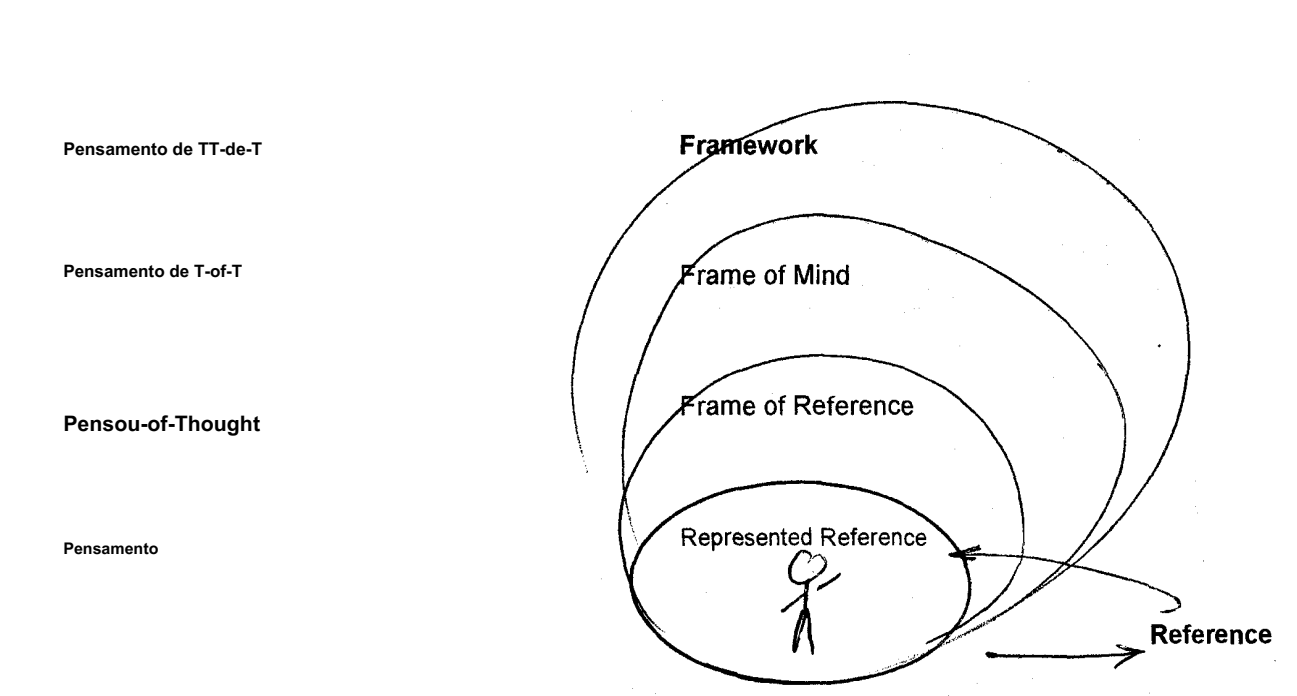 Pensamento de TT-de-T
Framework
Pensamento de T-of-T
Frame of Mind
Frame of Reference
Pensou-of-Thought
Represented Reference
Pensamento
Reference